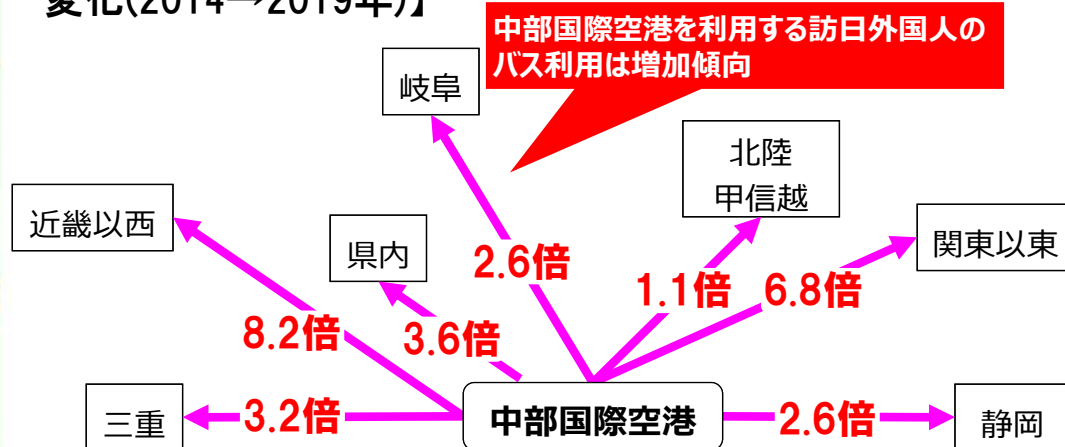 変化(2014→2019年)】
中部国際空港を利用する訪日外国人の
バス利用は増加傾向
岐阜
北陸
甲信越
近畿以西
県内
関東以東
2.6倍
1.1倍
6.8倍
8.2倍
3.6倍
三重
3.2倍
中部国際空港
2.6倍
静岡